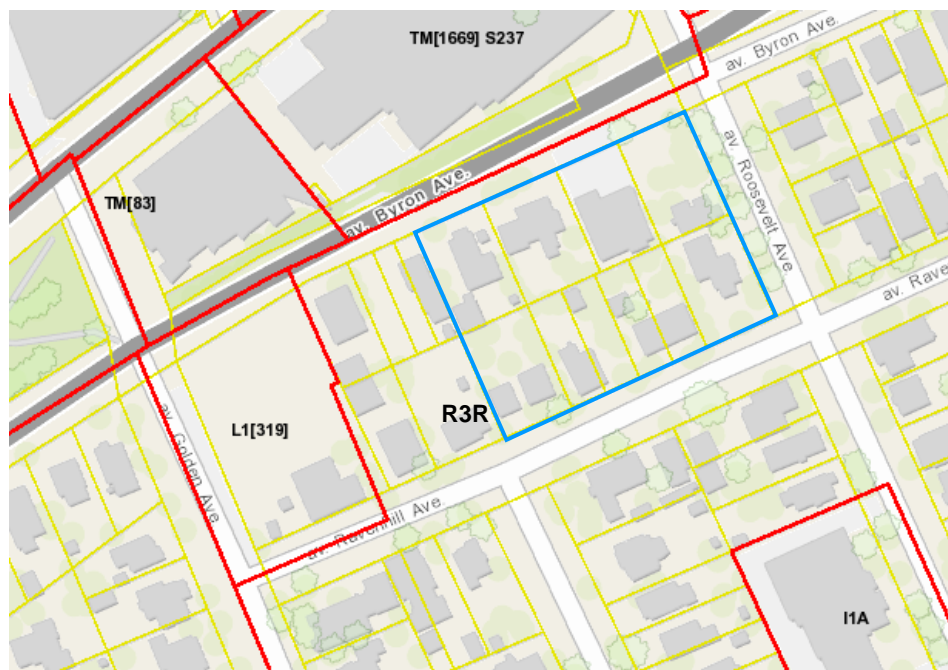 TM[1669] S237
av. Byron Ave.
TM[83]
av. Byron Ave.
av. Roosevelt Ave.
av. Rave
R3R
L1[319]
av. Golden Ave
av. Ravenhill Ave.
I1A